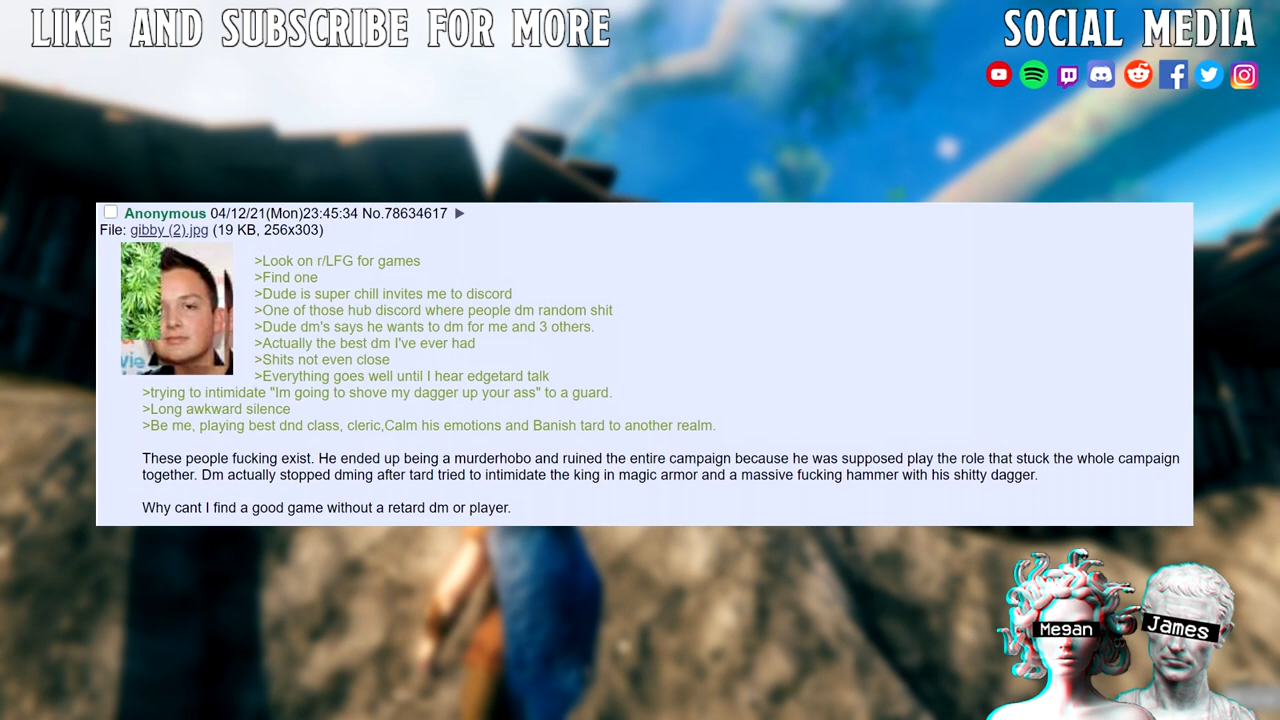 LIKE AND SUBSCRIBE FOR MORE
SOCIAL MEDIA
Anonymous 04/12/21(Mon)23:45:34 No.78634617 ▶
File: gibby (2).jpg (19 KB, 256x303)
vie
>Look on r/LFG for games
>Find one
>Dude is super chill invites me to discord
>One of those hub discord where people dm random shit
>Dude dm's says he wants to dm for me and 3 others.
>Actually the best dm I've ever had
>Shits not even close
>Everything goes well until I hear edgetard talk
>trying to intimidate "Im going to shove my dagger up your ass" to a guard.
>Long awkward silence
>Be me, playing best dnd class, cleric,Calm his emotions and Banish tard to another realm.
These people fucking exist. He ended up being a murderhobo and ruined the entire campaign because he was supposed play the role that stuck the whole campaign
together. Dm actually stopped dming after tard tried to intimidate the king in magic armor and a massive fucking hammer with his shitty dagger.
Why cant I find a good game without a retard dm or player.
Megan
James